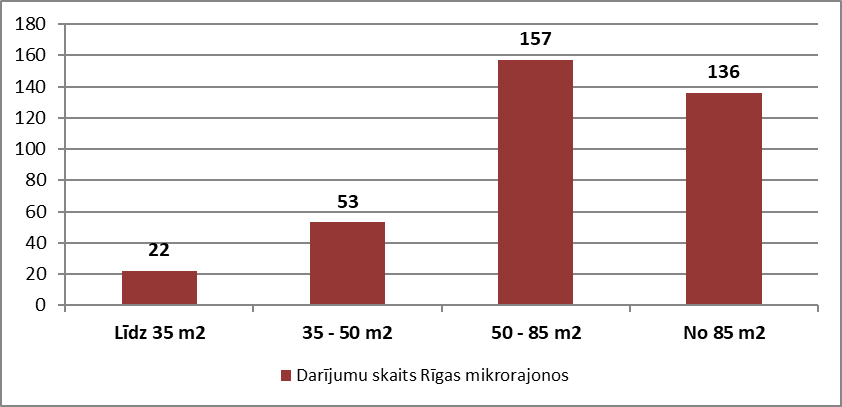 180
160
140
120
100
80
60
40
20
0
22
53
157
136
Līdz 35 m2
35 - 50 m2
50 - 85 m2
No 85 m2
Darījumu skaits Rīgas mikrorajonos